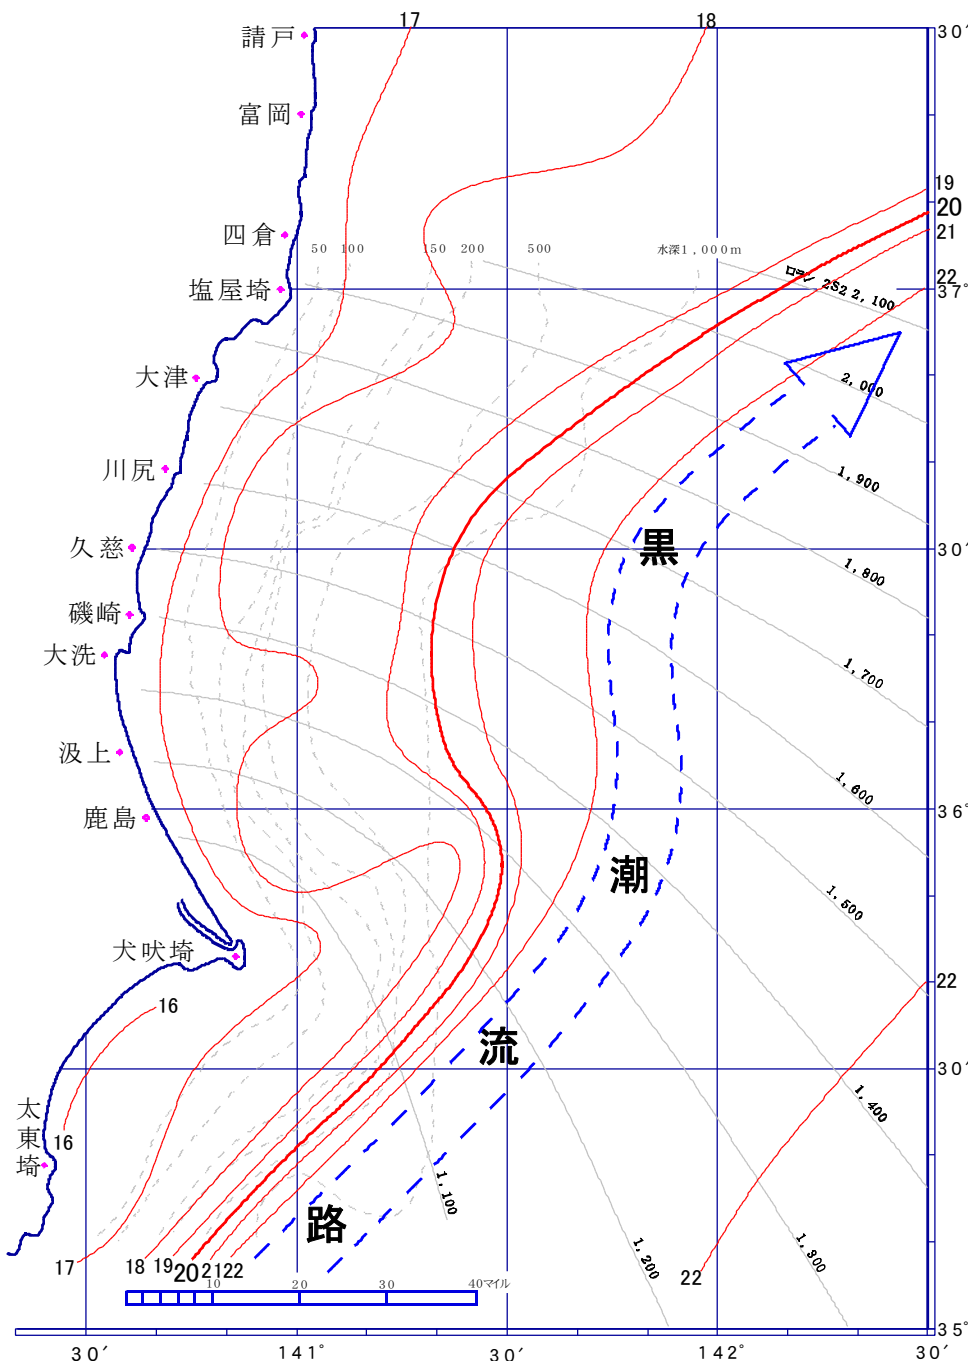 17
18
30′
請戸
富岡
19
20
21
四倉
50 100
150 200
500
水深1,000m
ロラン 2S2 2,100
22
37°
塩屋埼
大津
2,000
川尻
1,900
久慈
黒
30′
1,800
磯崎
大洗
1,700
汲上
1,600
鹿島
36°
潮
1,500
犬吠埼
22
16
流
30′
1,400
太東埼
16
1,100
路
1,300
1,200
17
18
19
20
21
22
22
10
20
30
40マイル
35°
30′
141°
30′
142°
30′